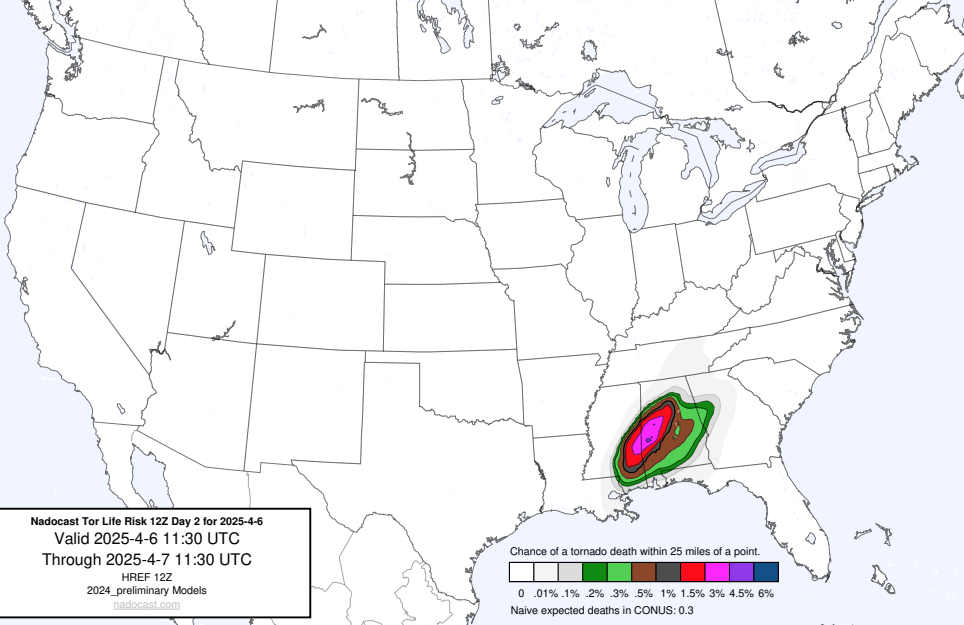 Nadocast Tor Life Risk 12Z Day 2 for 2025-4-6
Valid 2025-4-6 11:30 UTC
Through 2025-4-7 11:30 UTC
HREF 12Z
2024_preliminary Models
nadocast.com
Chance of a tornado death within 25 miles of a point.
0 .01% .1% .2% .3% .5% 1% 1.5% 3% 4.5% 6%
Naive expected deaths in CONUS: 0.3